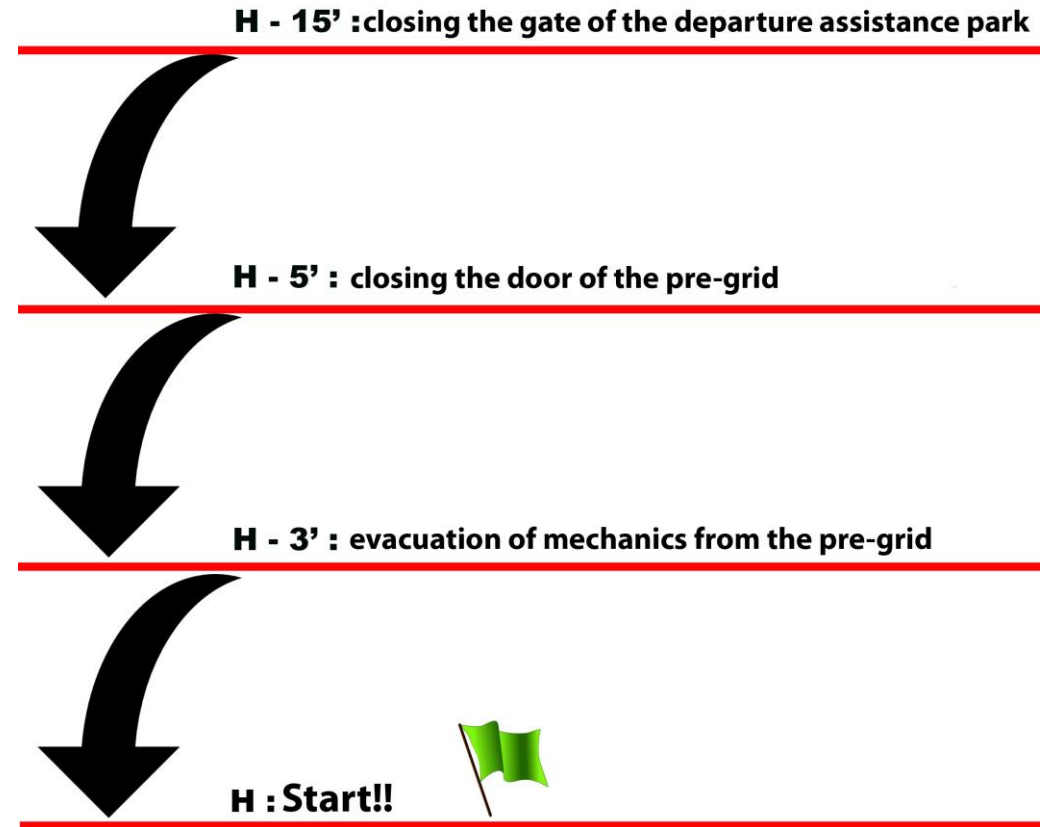 H - 15’ :closing the gate of the departure assistance park
H - 5’ : closing the door of the pre-grid
H - 3’ : evacuation of mechanics from the pre-grid
H : Start!!